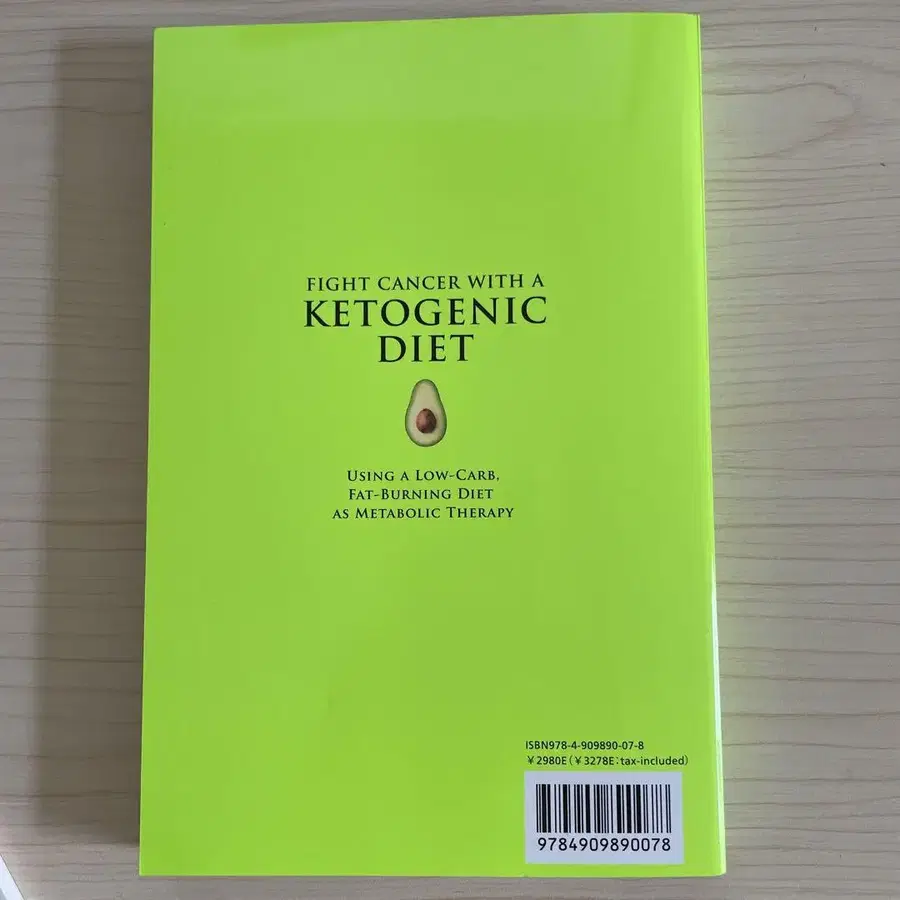 FIGHT CANCER WITH A
KETOGENIC
DIET
USING A LOW-CARB,
FAT-BURNING DIET
AS METABOLIC THERAPY
ISBN978-4-909890-07-8
¥2980E(¥3278E:tax-included)
9784909890078